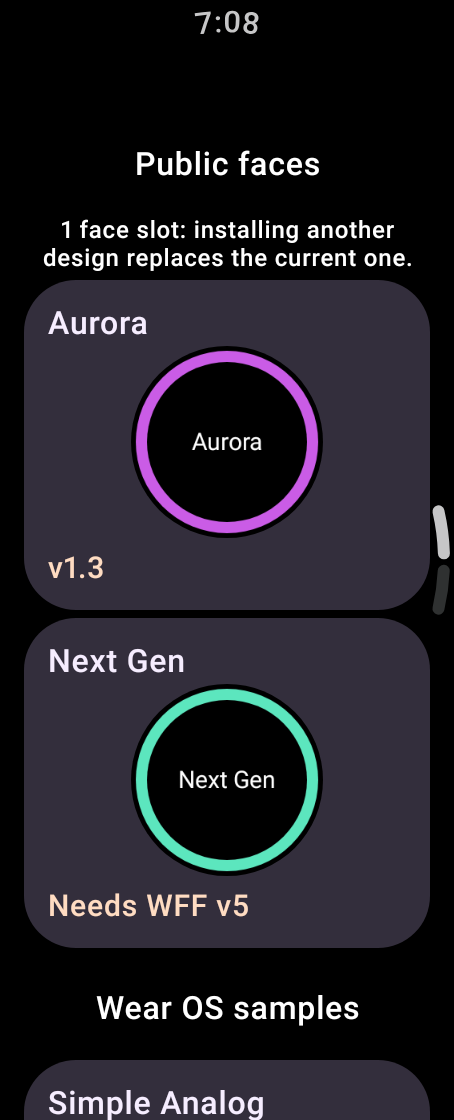 7:08
Public faces
1 face slot: installing another
design replaces the current one.
Aurora
Aurora
v1.3
Next Gen
Next Gen
Needs WFF v5
Wear OS samples
Simple Analog